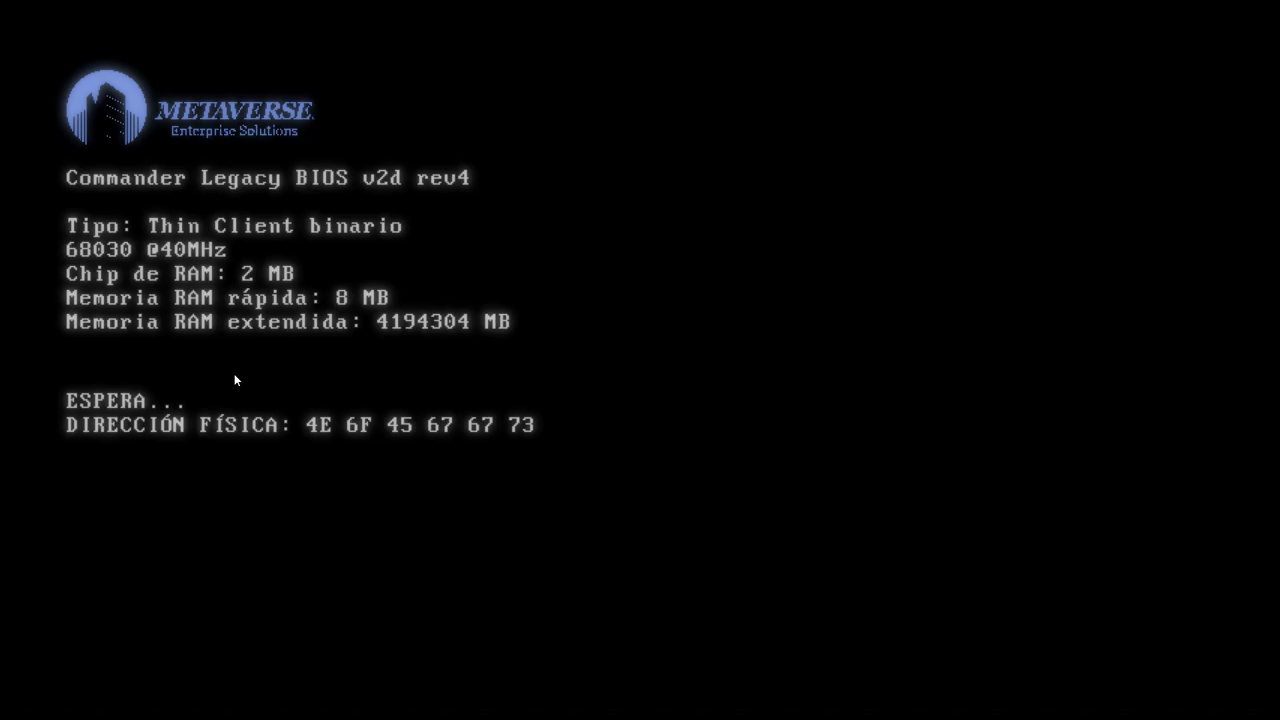 METAVERSE
Enterprise Solutions
Commander Legacy BIOS v2d rev4
Tipo: Thin Client binario
68030 @40MHz
Chip de RAM: 2 MB
Memoria RAM rápida: 8 MB
Memoria RAM extendida: 4194304 MB
ESPERA...
DIRECCIÓN FÍSICA: 4E 6F 45 67 67 73